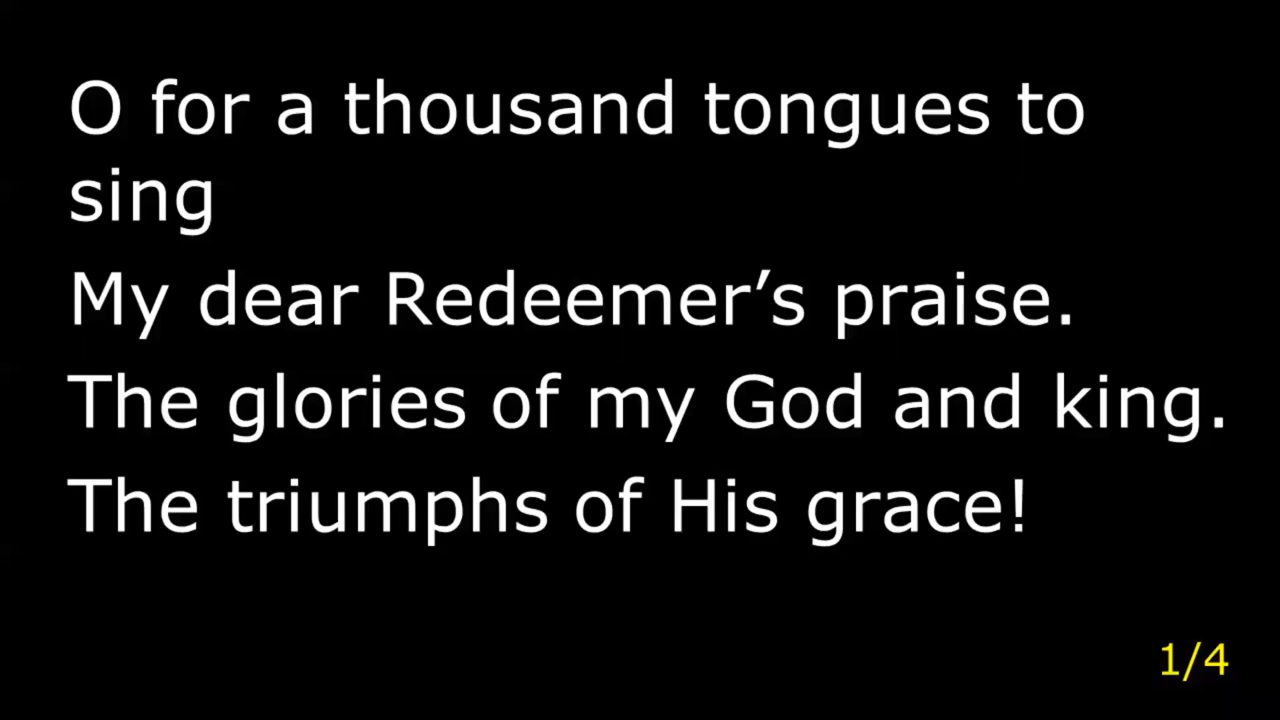 O for a thousand tongues to
sing
My dear Redeemer’s praise.
The glories of my God and king.
The triumphs of His grace!
1/4